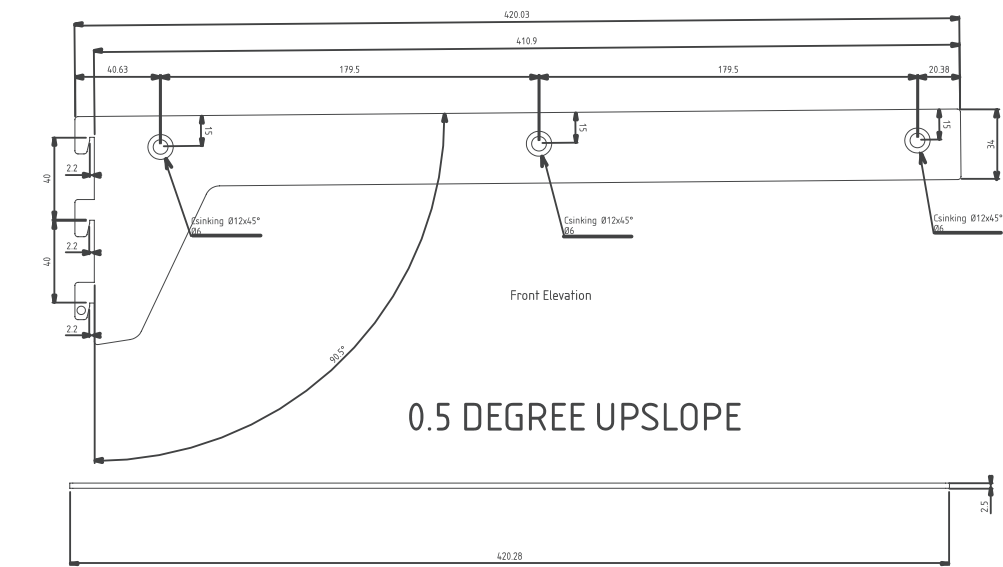 420.03
410.9
40.63
179.5
179.5
20.38
15
15
15
34
2.2
40
Csinking Ø12x45°
Ø6
Csinking Ø12x45°
Ø6
Csinking Ø12x45°
Ø6
2.2
40
Front Elevation
2.2
90.5°
0.5 DEGREE UPSLOPE
2.5
420.28